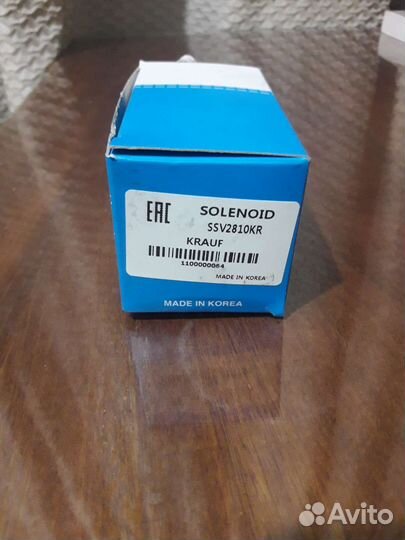 EAC SOLENOID
SSV2810KR
KRAUF
1100000064
MADE IN KOREA
MADE IN KOREA
Avito